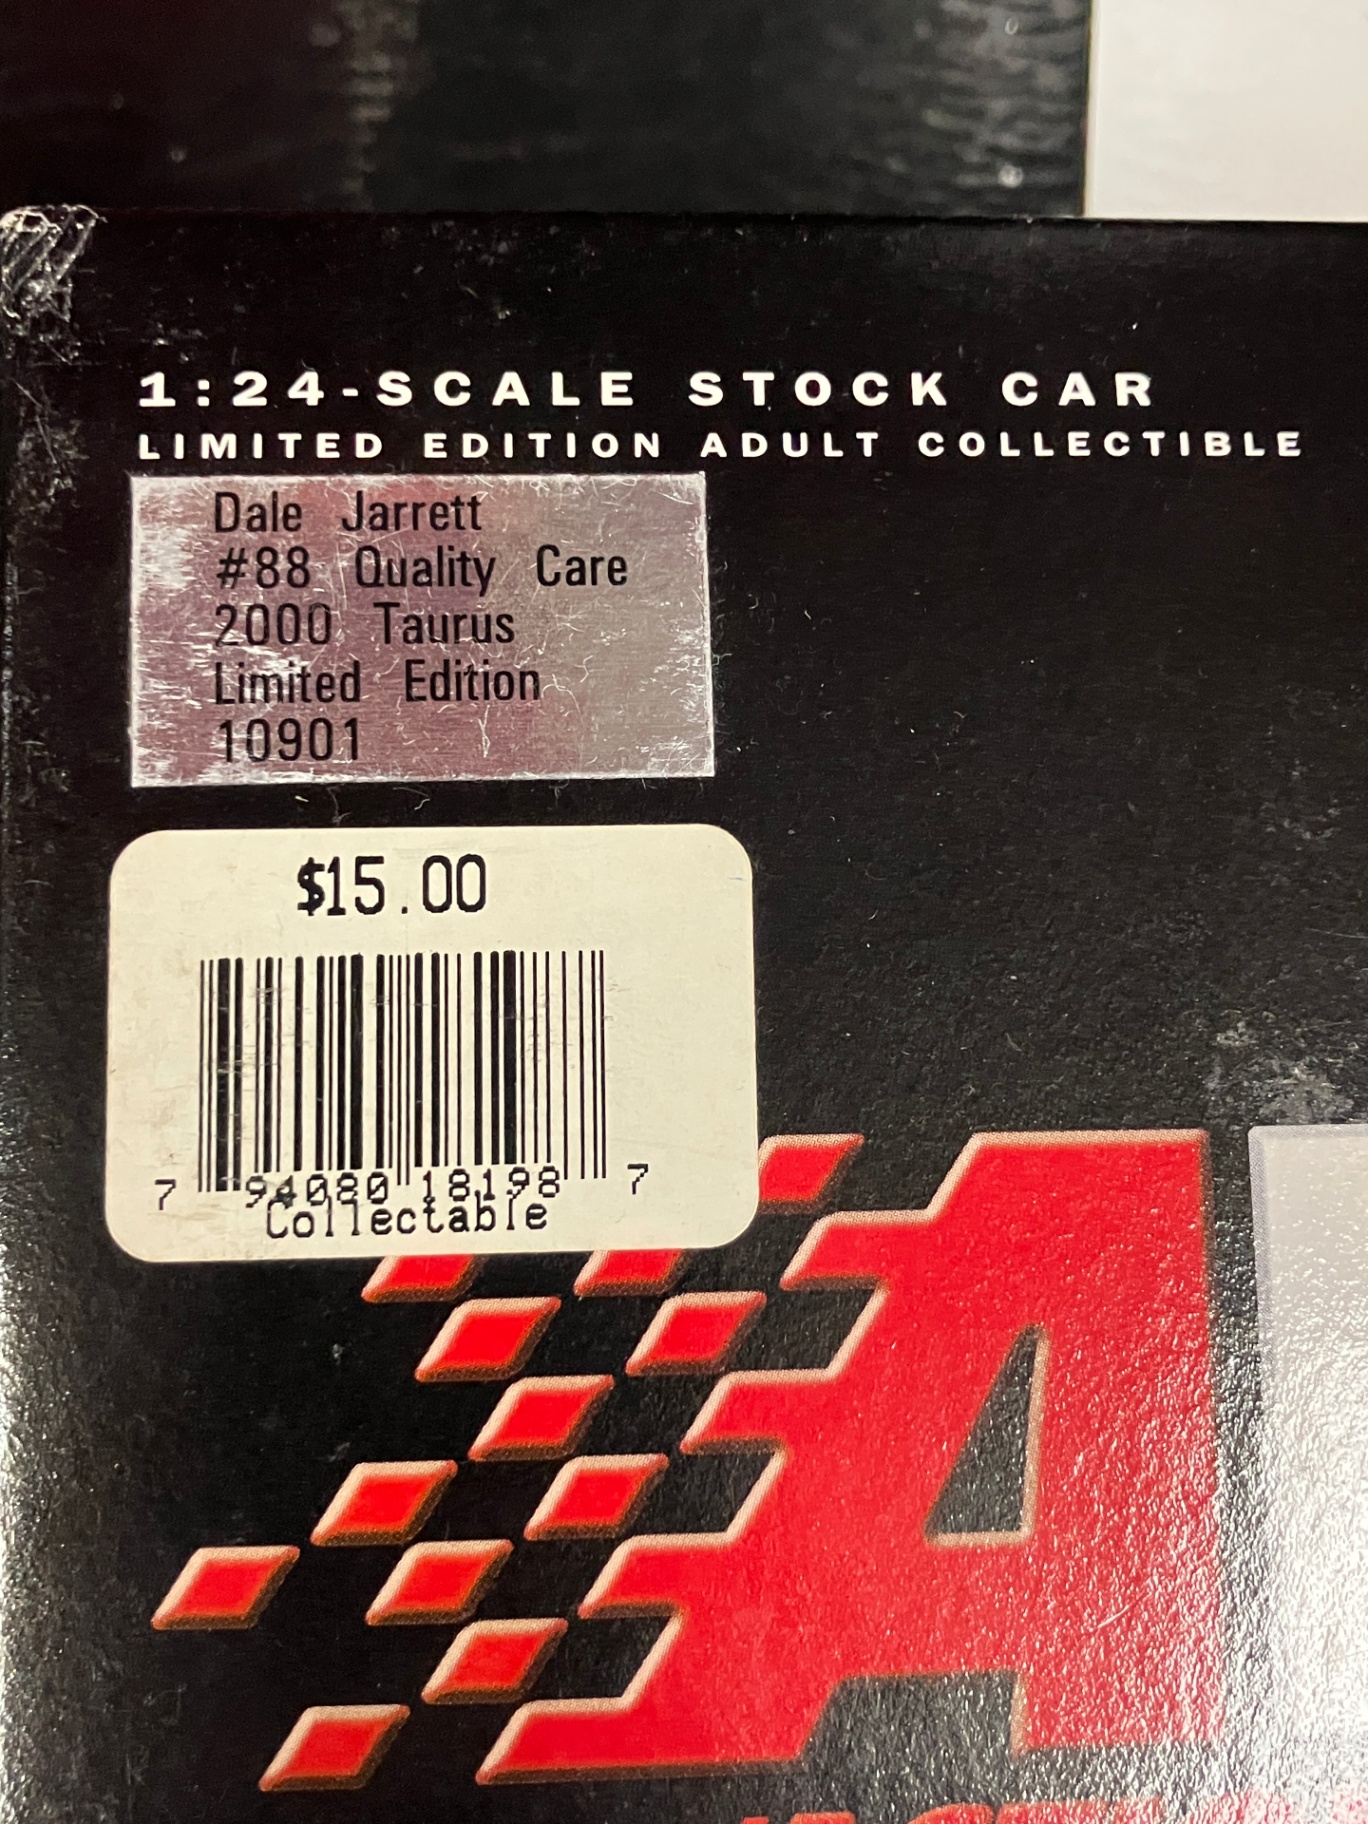 1:24-SCALE STOCK CAR
LIMITED EDITION ADULT COLLECTIBLE
Dale Jarrett
#88 Quality Care
2000 Taurus
Limited Edition
10901
$15.00
7 94080 18198 7
Collectable
A